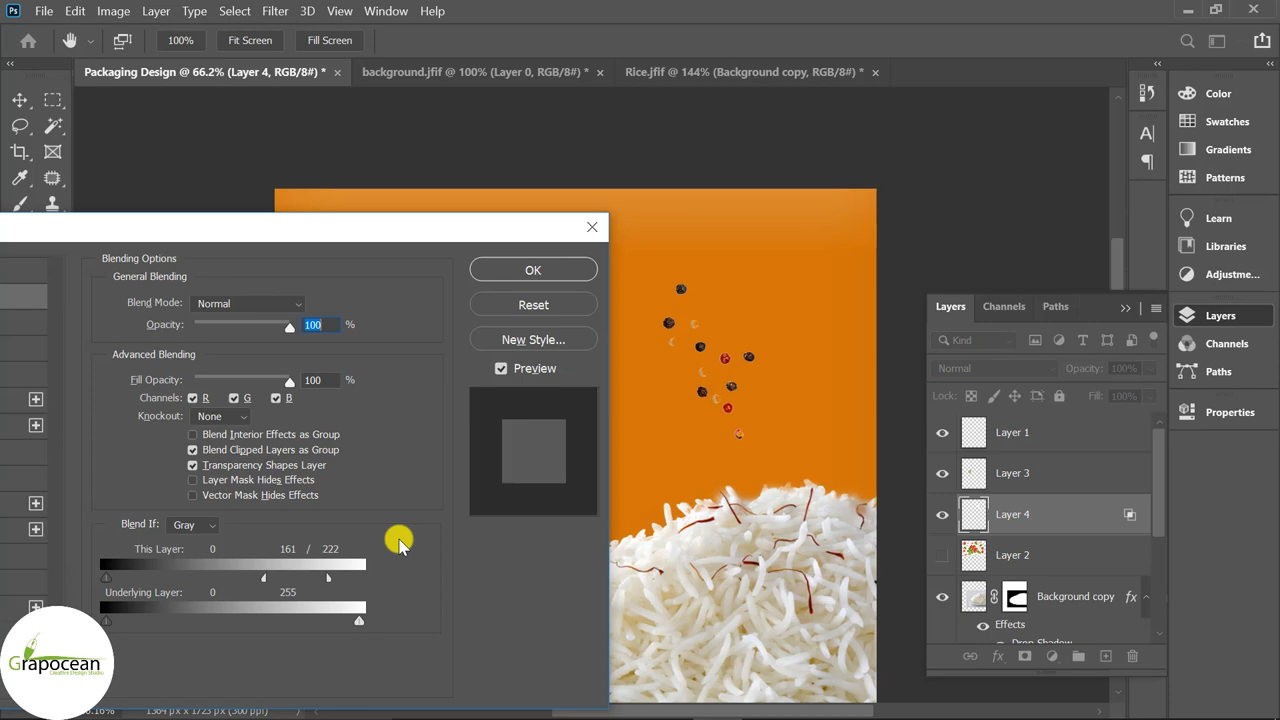 Ps File Edit Image Layer Type Select Filter 3D View Window Help
100% Fit Screen Fill Screen
Packaging Design @ 66.2% (Layer 4, RGB/8#) * × background.jfif @ 100% (Layer 0, RGB/8#) * × Rice.jfif @ 144% (Background copy, RGB/8#) * ×
Color
Swatches
Gradients
Patterns
Learn
Libraries
Adjustme...
Layers
Channels
Paths
Properties
Blending Options
General Blending
Blend Mode: Normal
Opacity: 100 %
Advanced Blending
Fill Opacity: 100 %
Channels: R G B
Knockout: None
Blend Interior Effects as Group
Blend Clipped Layers as Group
Transparency Shapes Layer
Layer Mask Hides Effects
Vector Mask Hides Effects
Blend If: Gray
This Layer: 0 161 / 222
Underlying Layer: 0 255
OK
Reset
New Style...
Preview
Layers Channels Paths
Kind
Normal Opacity: 100%
Lock: Fill: 100%
Layer 1
Layer 3
Layer 4
Layer 2
Background copy fx
Effects
Drop Shadow
fx
Grapocean
Creative Design Studio
1364 px x 1723 px (300 ppi)